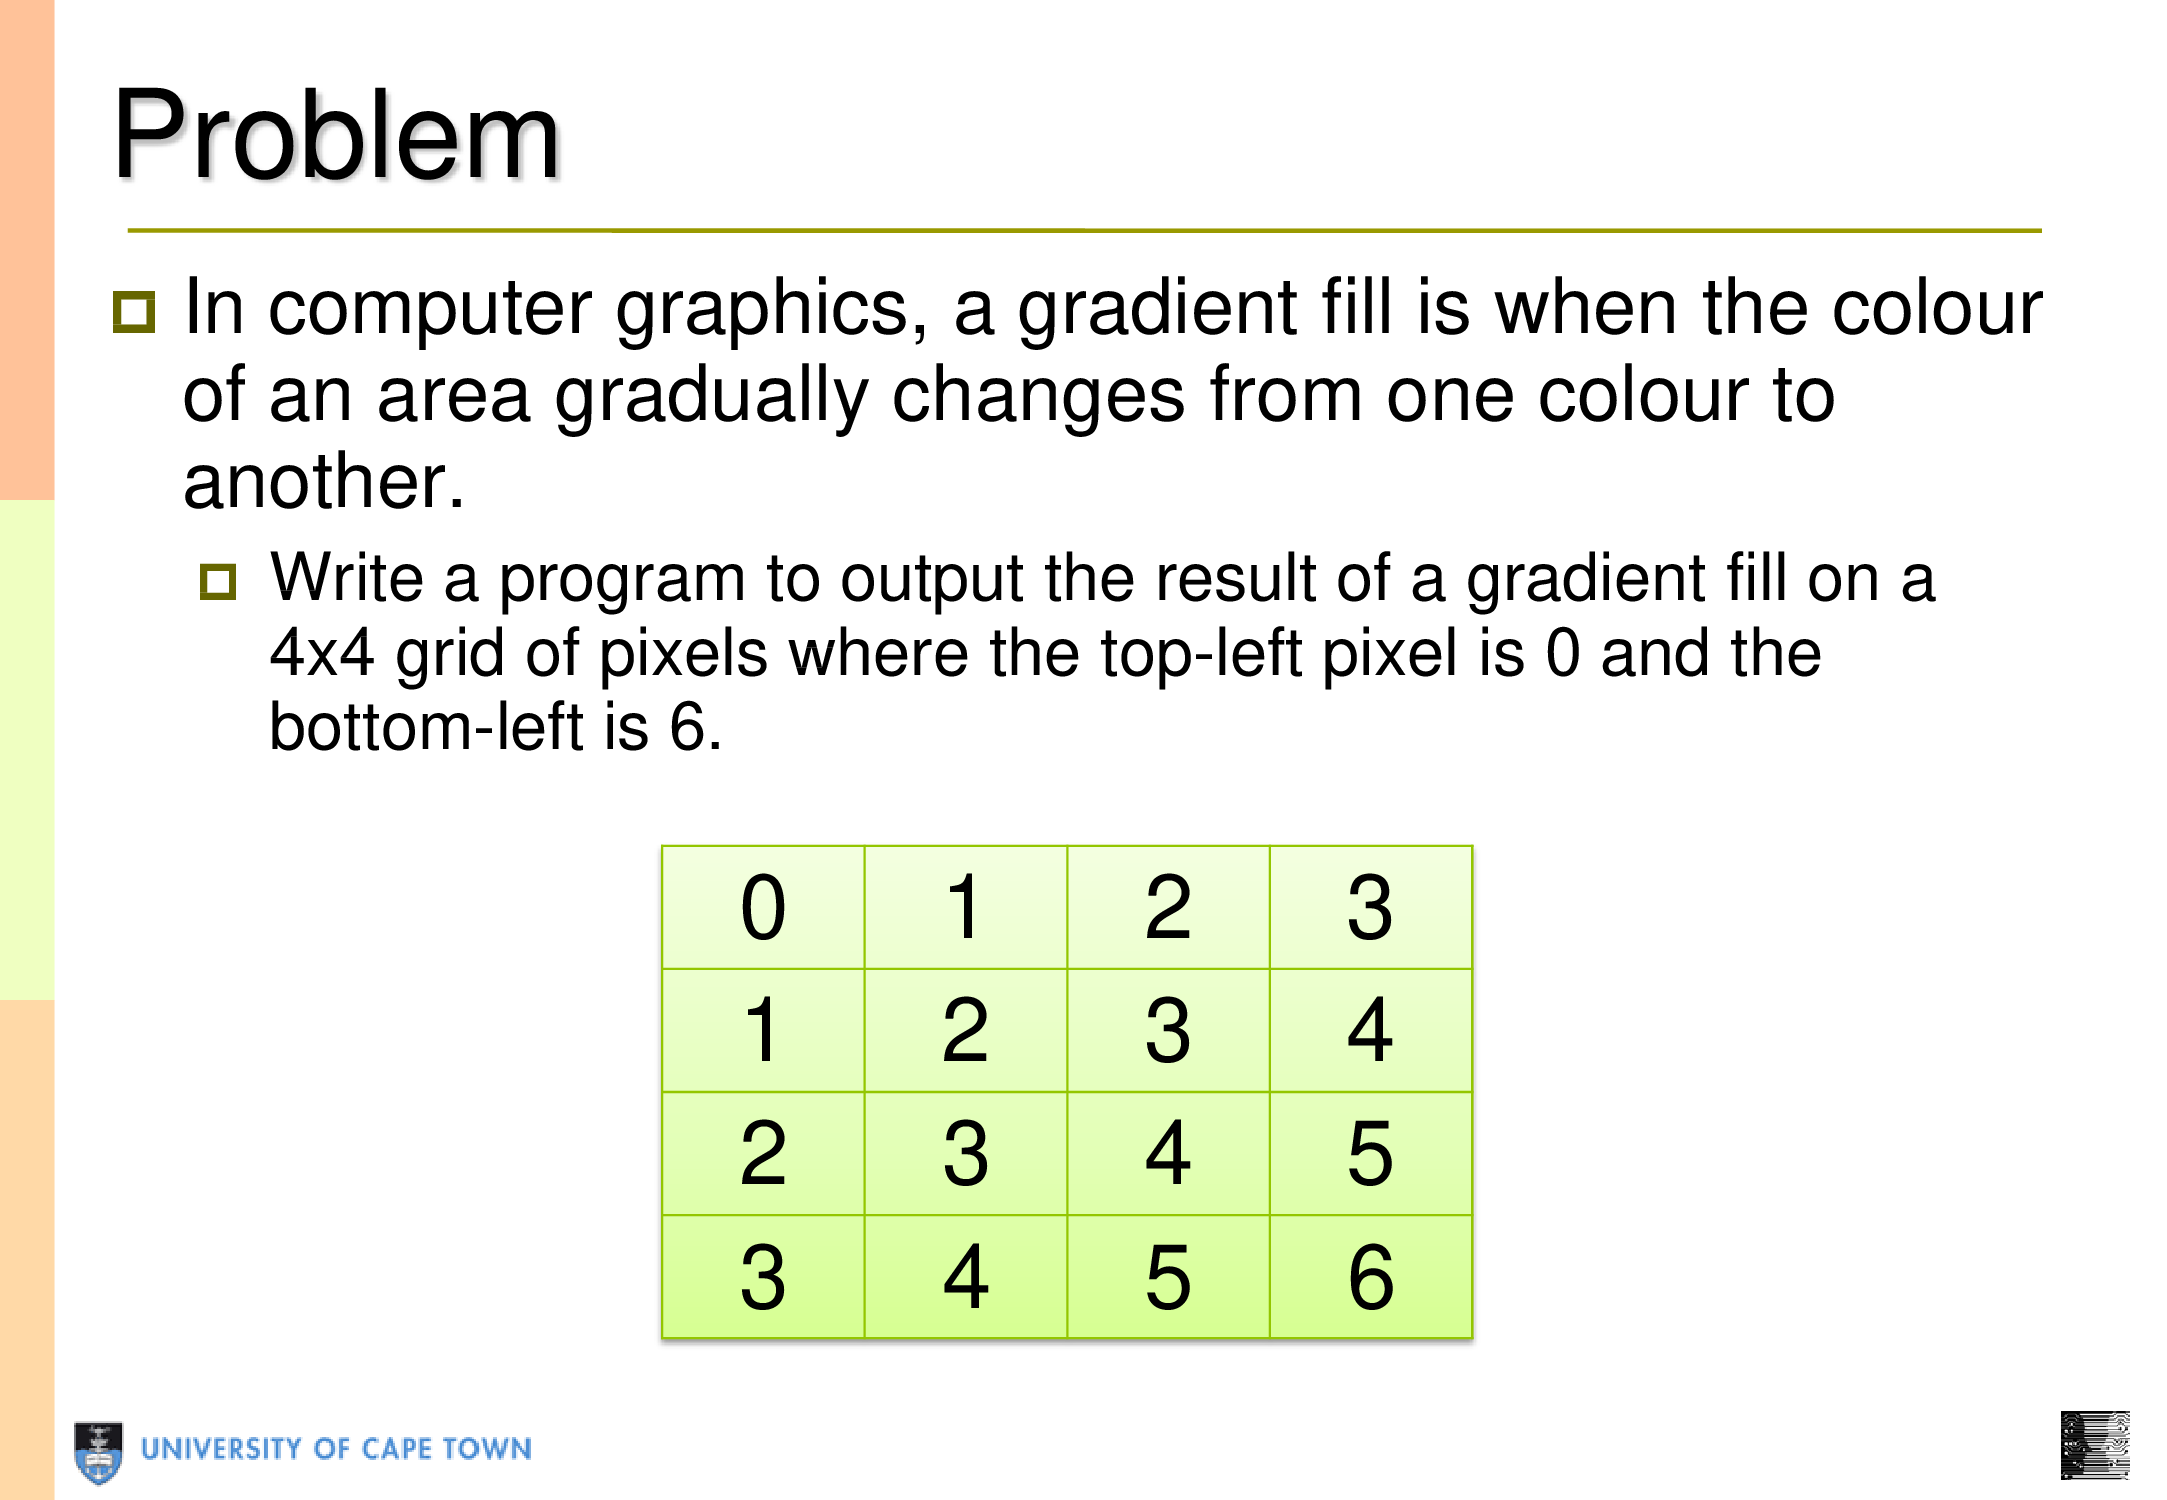 Problem
In computer graphics, a gradient fill is when the colour
of an area gradually changes from one colour to
another.
Write a program to output the result of a gradient fill on a
4x4 grid of pixels where the top-left pixel is 0 and the
bottom-left is 6.
0 1 2 3
1 2 3 4
2 3 4 5
3 4 5 6
UNIVERSITY OF CAPE TOWN